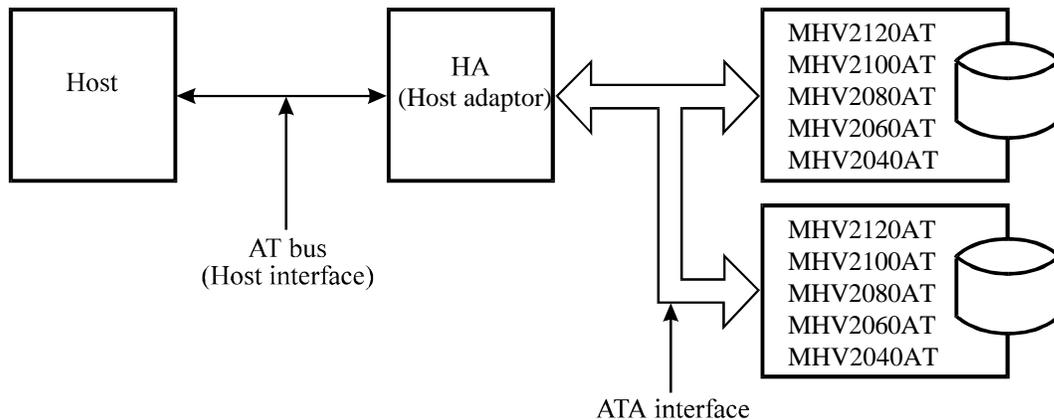 Host
HA
(Host adaptor)
MHV2120AT
MHV2100AT
MHV2080AT
MHV2060AT
MHV2040AT
AT bus
(Host interface)
MHV2120AT
MHV2100AT
MHV2080AT
MHV2060AT
MHV2040AT
ATA interface